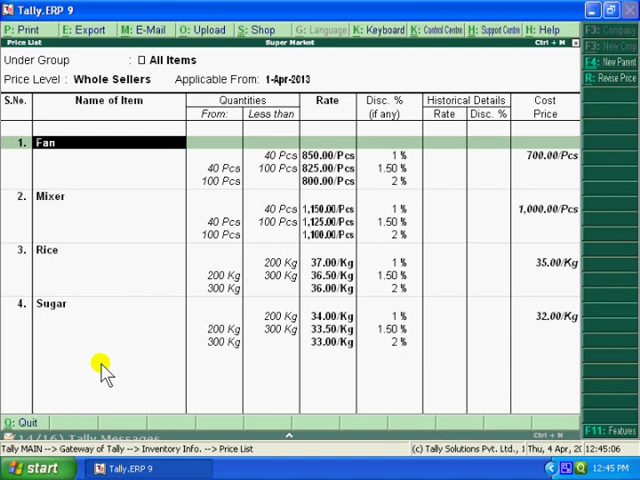 Tally.ERP 9
P: Print E: Export M: E-Mail O: Upload S: Shop G: Language K: Keyboard K: Control Centre H: Support Centre H: Help F3: Company
Price List Super Market Ctrl + M F3: New Cmp
Under Group : All Items F4: New Parent
Price Level : Whole Sellers Applicable From: 1-Apr-2013 R: Revise Price
S.No. Name of Item Quantities Rate Disc. % Historical Details Cost
From: Less than (if any) Rate Disc. % Price
1. Fan
40 Pcs 850.00/Pcs 1 % 700.00/Pcs
40 Pcs 100 Pcs 825.00/Pcs 1.50 %
100 Pcs 800.00/Pcs 2 %
2. Mixer
40 Pcs 1,150.00/Pcs 1 % 1,000.00/Pcs
40 Pcs 100 Pcs 1,125.00/Pcs 1.50 %
100 Pcs 1,100.00/Pcs 2 %
3. Rice
200 Kg 37.00/Kg 1 % 35.00/Kg
200 Kg 300 Kg 36.50/Kg 1.50 %
300 Kg 36.00/Kg 2 %
4. Sugar
200 Kg 34.00/Kg 1 % 32.00/Kg
200 Kg 300 Kg 33.50/Kg 1.50 %
300 Kg 33.00/Kg 2 %
Q: Quit
F11: Features
14/16) Tally Messages Ctrl + N
Tally MAIN --> Gateway of Tally --> Inventory Info. --> Price List (c) Tally Solutions Pvt. Ltd., 1 Thu, 4 Apr, 20 12:45:06
start Tally.ERP 9 12:45 PM